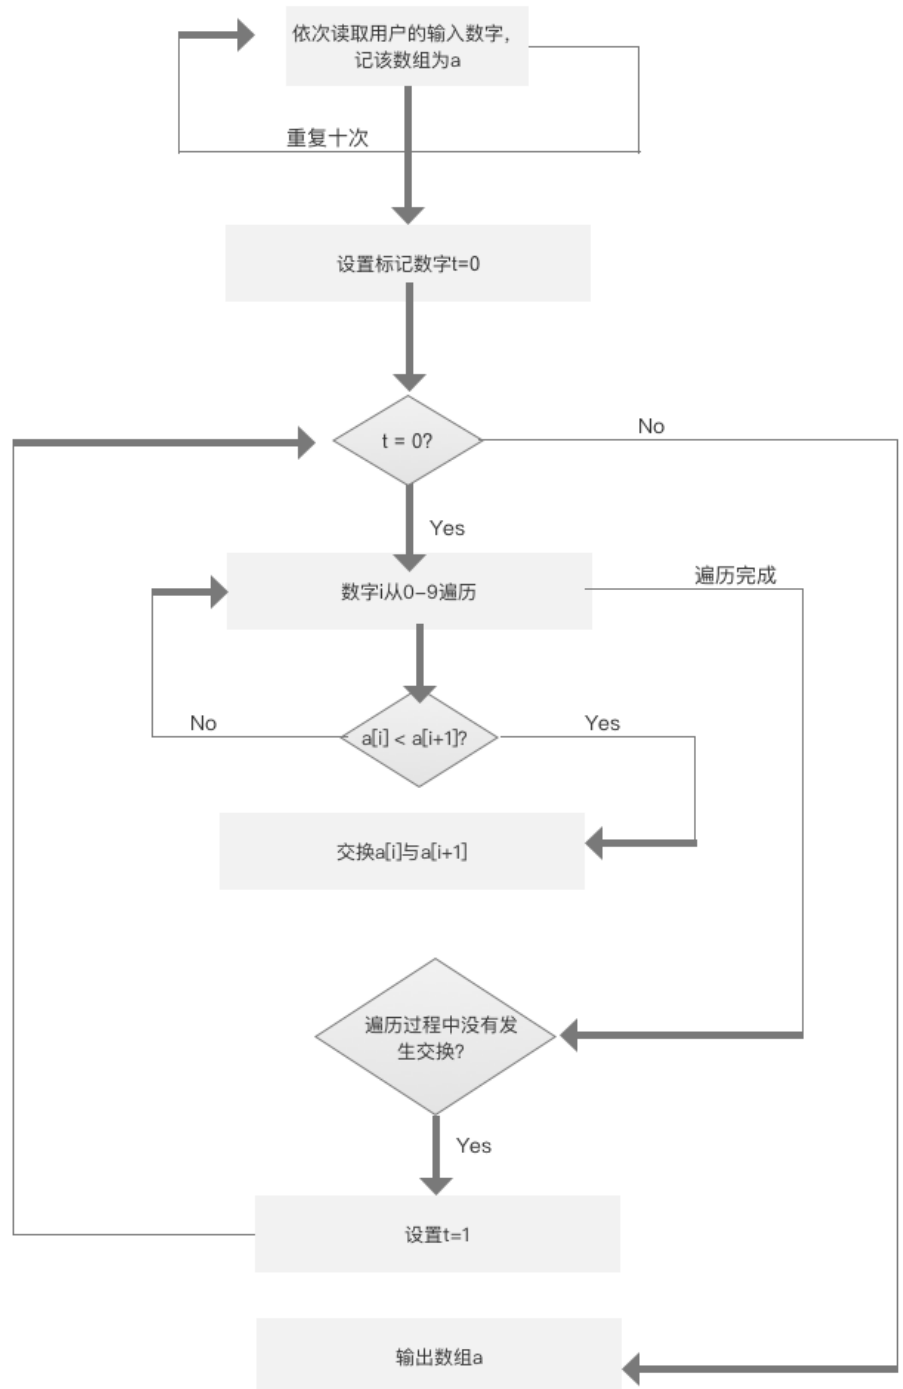 依次读取用户的输入数字，
记该数组为a
重复十次
设置标记数字t=0
t = 0?
No
Yes
数字i从0-9遍历
遍历完成
a[i] < a[i+1]?
No
Yes
交换a[i]与a[i+1]
遍历过程中没有发
生交换？
Yes
设置t=1
输出数组a